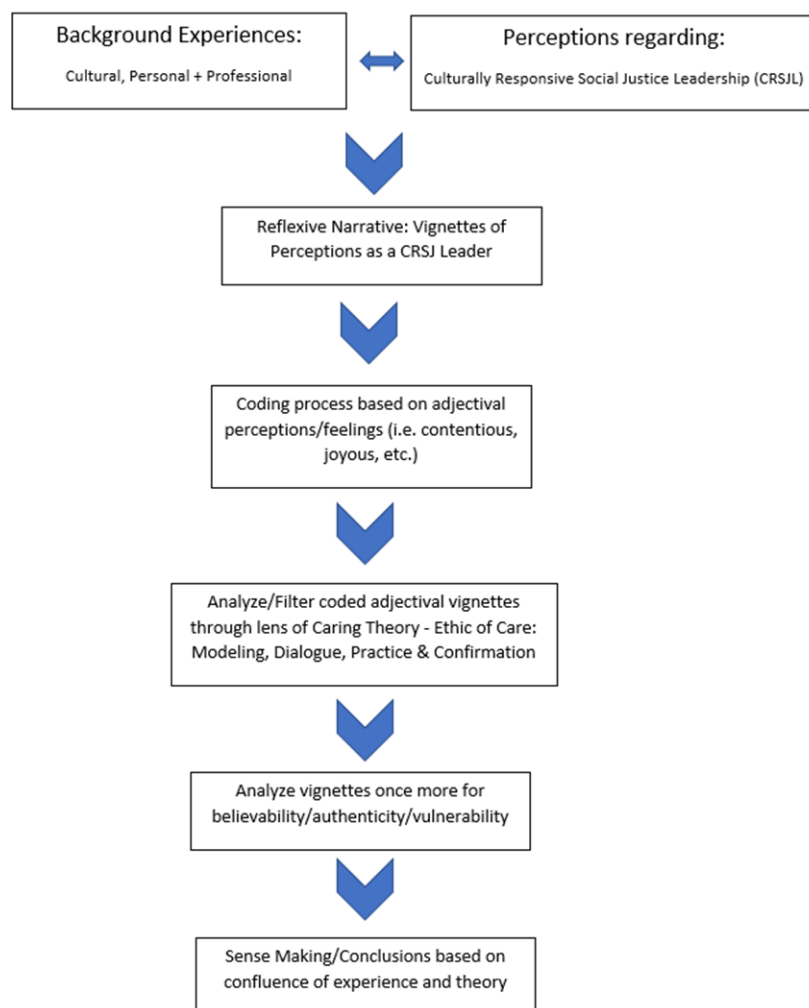 Background Experiences:
Cultural, Personal + Professional
Perceptions regarding:
Culturally Responsive Social Justice Leadership (CRSJL)
Reflexive Narrative: Vignettes of
Perceptions as a CRSJ Leader
Coding process based on adjectival
perceptions/feelings (i.e. contentious,
joyous, etc.)
Analyze/Filter coded adjectival vignettes
through lens of Caring Theory - Ethic of Care:
Modeling, Dialogue, Practice & Confirmation
Analyze vignettes once more for
believability/authenticity/vulnerability
Sense Making/Conclusions based on
confluence of experience and theory